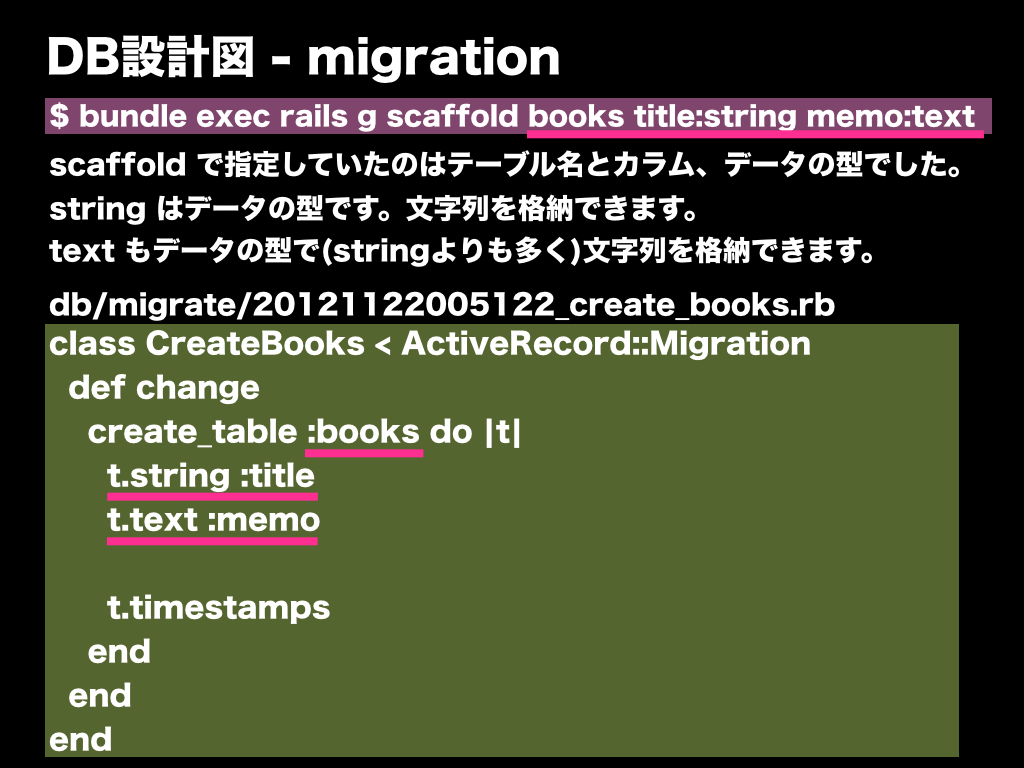 DB設計図 - migration
$ bundle exec rails g scaffold books title:string memo:text
scaffold で指定していたのはテーブル名とカラム、データの型でした。
string はデータの型です。文字列を格納できます。
text もデータの型で(stringよりも多く)文字列を格納できます。
db/migrate/20121122005122_create_books.rb
class CreateBooks < ActiveRecord::Migration
  def change
    create_table :books do |t|
      t.string :title
      t.text :memo
      t.timestamps
    end
  end
end